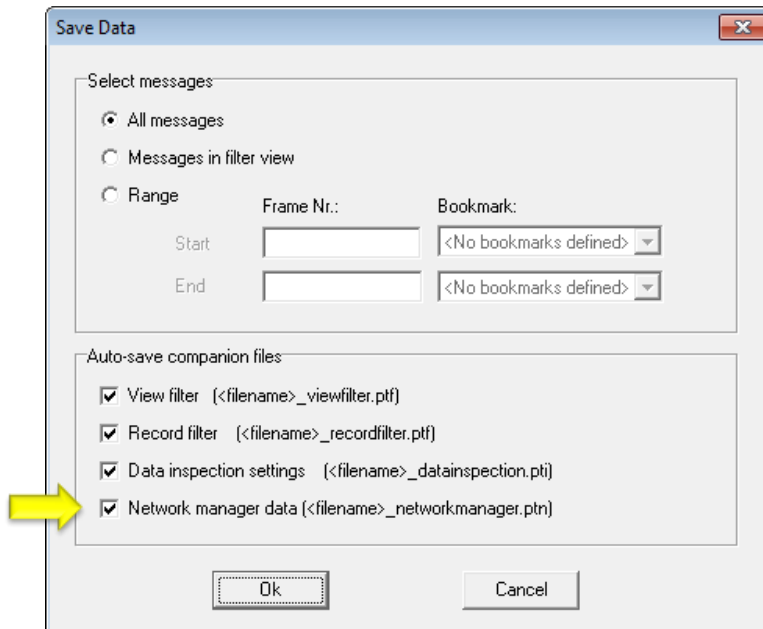 Save Data
Select messages
All messages
Messages in filter view
Range
Frame Nr.:
Bookmark:
Start
<No bookmarks defined>
End
<No bookmarks defined>
Auto-save companion files
View filter (<filename>_viewfilter.ptf)
Record filter (<filename>_recordfilter.ptf)
Data inspection settings (<filename>_datainspection.pti)
Network manager data (<filename>_networkmanager.ptn)
Ok
Cancel